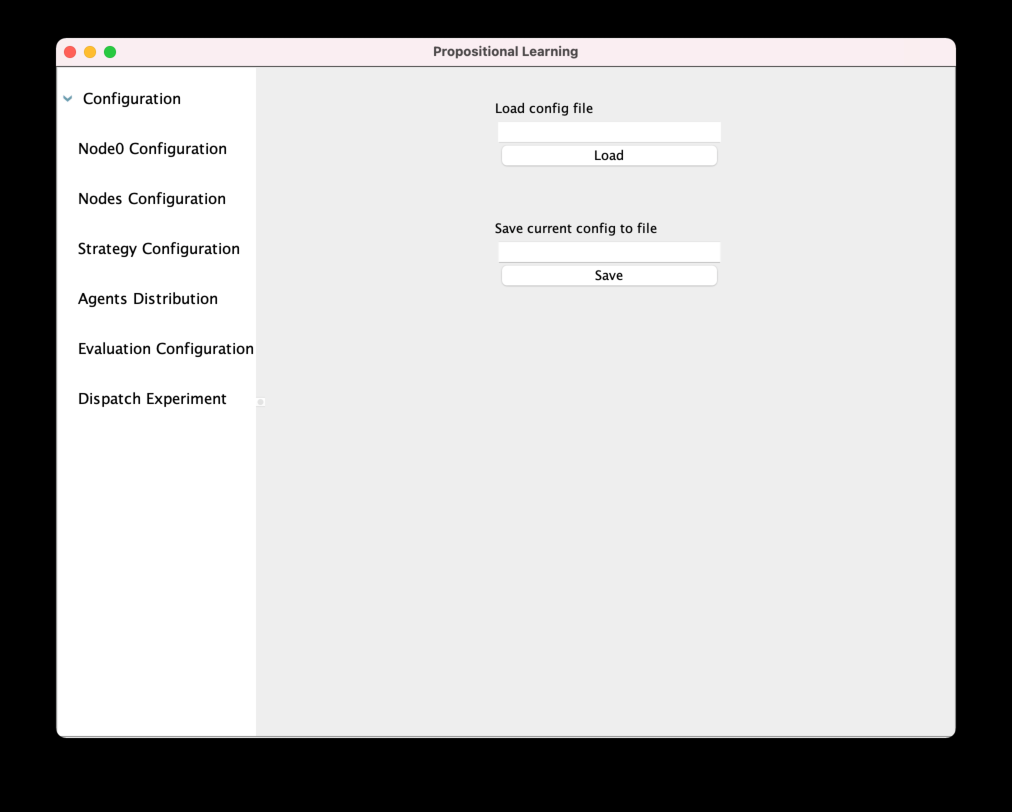 Propositional Learning
Configuration
Node0 Configuration
Nodes Configuration
Strategy Configuration
Agents Distribution
Evaluation Configuration
Dispatch Experiment
Load config file
Load
Save current config to file
Save